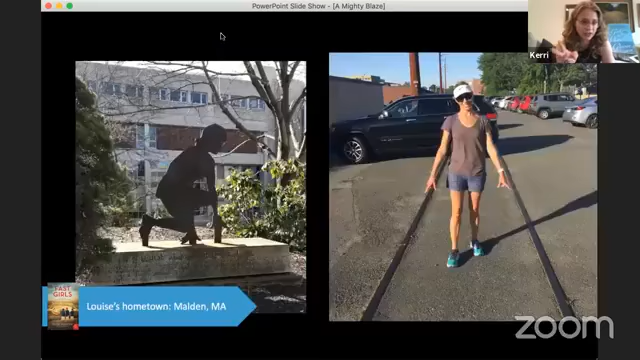 PowerPoint Slide Show - [A Mighty Blaze]
Kerri
FAST
GIRLS
Louise's hometown: Malden, MA
zoom